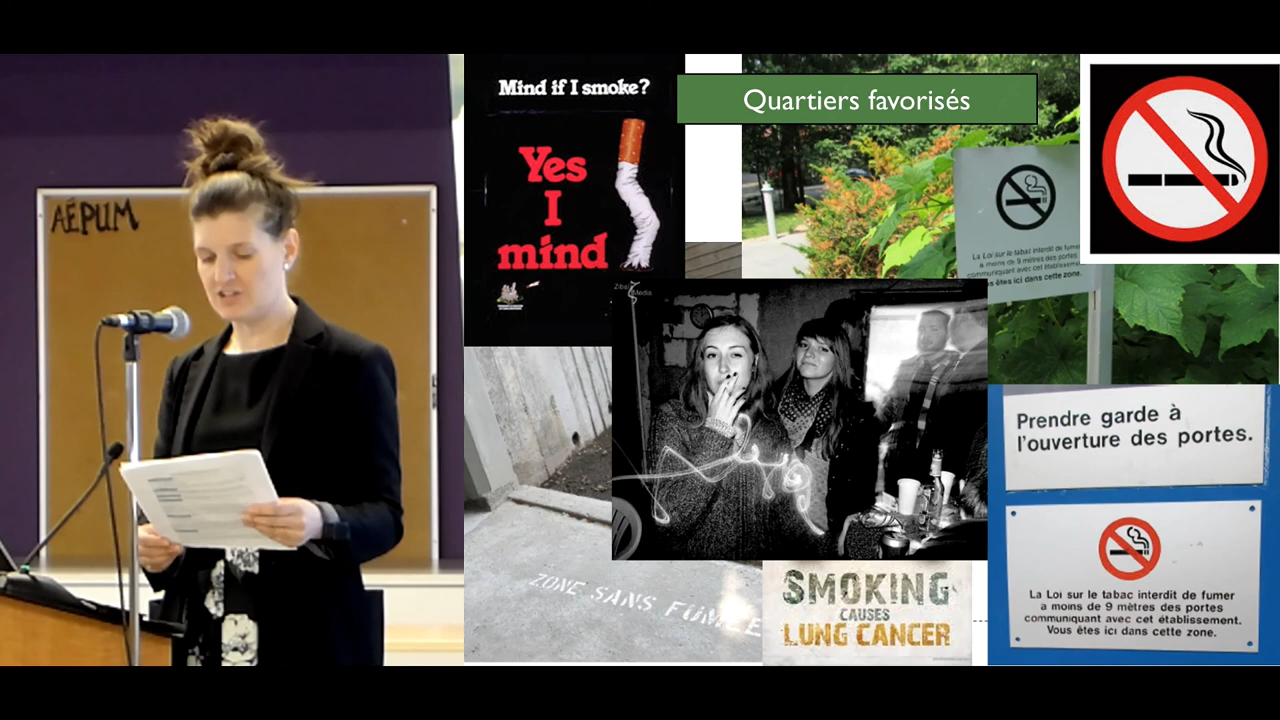 AÉPUM
Mind if I smoke?
Yes
I
mind
Quartiers favorisés
La Loi sur le tabac interdit de fumer
a moins de 9 mètres des portes
communiquant avec cet établissement.
Vous êtes ici dans cette zone.
Zibal
Media
Prendre garde à
l'ouverture des portes.
ZONE SANS FUMÉE
SMOKING
CAUSES
LUNG CANCER
La Loi sur le tabac interdit de fumer
a moins de 9 mètres des portes
communiquant avec cet établissement.
Vous êtes ici dans cette zone.